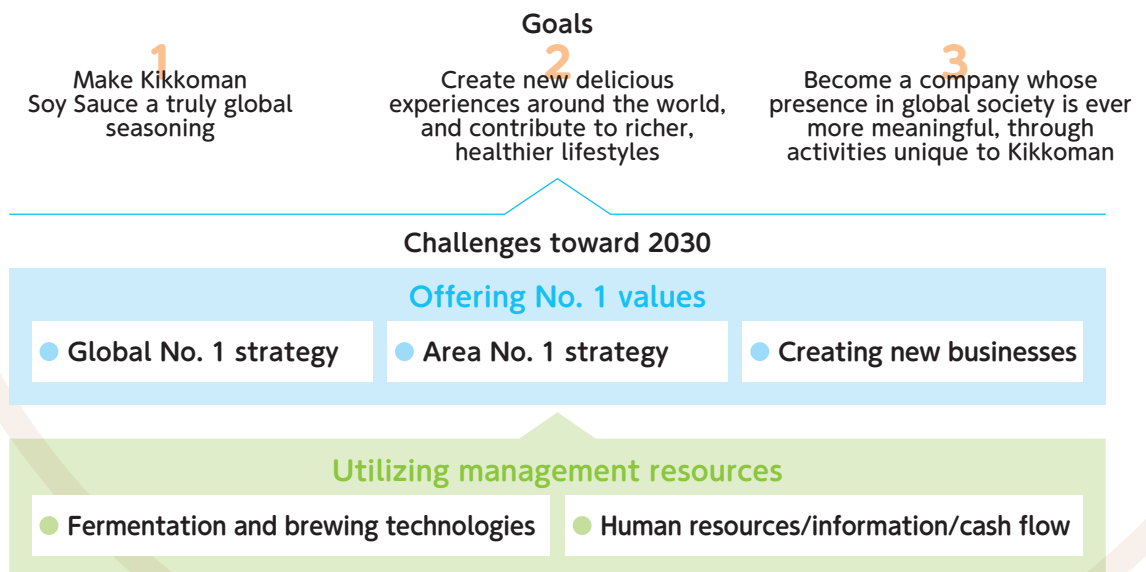 Goals
1
Make Kikkoman
Soy Sauce a truly global
seasoning
2
Create new delicious
experiences around the world,
and contribute to richer,
healthier lifestyles
3
Become a company whose
presence in global society is ever
more meaningful, through
activities unique to Kikkoman
Challenges toward 2030
Offering No. 1 values
Global No. 1 strategy
Area No. 1 strategy
Creating new businesses
Utilizing management resources
Fermentation and brewing technologies
Human resources/information/cash flow